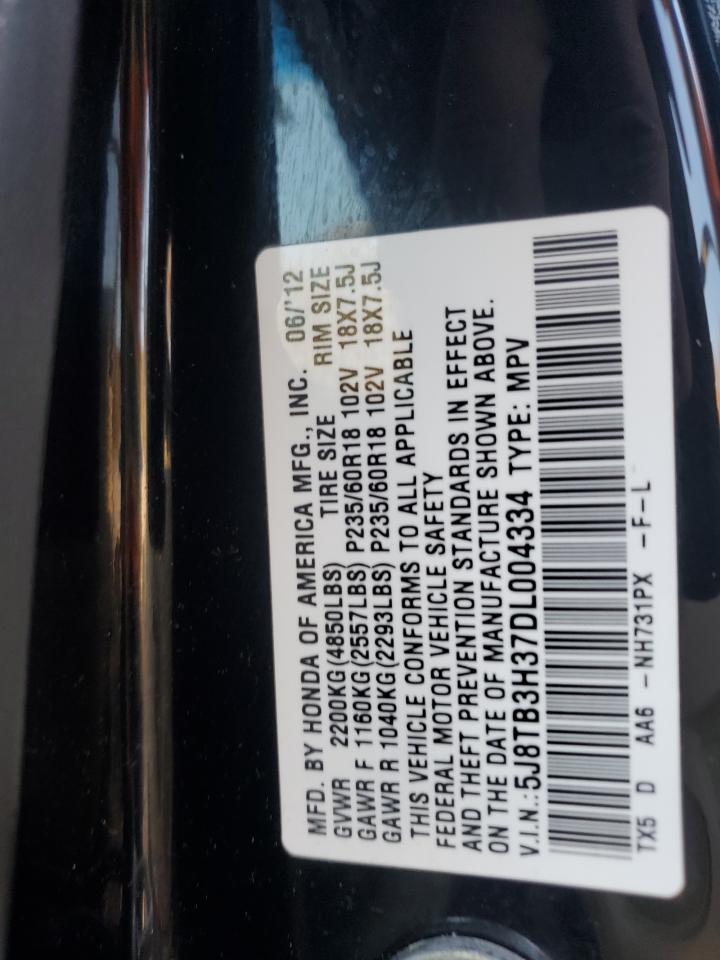 MFD. BY HONDA OF AMERICA MFG., INC. 06/'12
GVWR 2200KG(4850LBS) TIRE SIZE RIM SIZE
GAWR F 1160KG(2557LBS) P235/60R18 102V 18X7.5J
GAWR R 1040KG(2293LBS) P235/60R18 102V 18X7.5J
THIS VEHICLE CONFORMS TO ALL APPLICABLE
FEDERAL MOTOR VEHICLE SAFETY
AND THEFT PREVENTION STANDARDS IN EFFECT
ON THE DATE OF MANUFACTURE SHOWN ABOVE.
V.I.N.:5J8TB3H37DL004334 TYPE: MPV
TX5 D AA6 -NH731PX -F-L